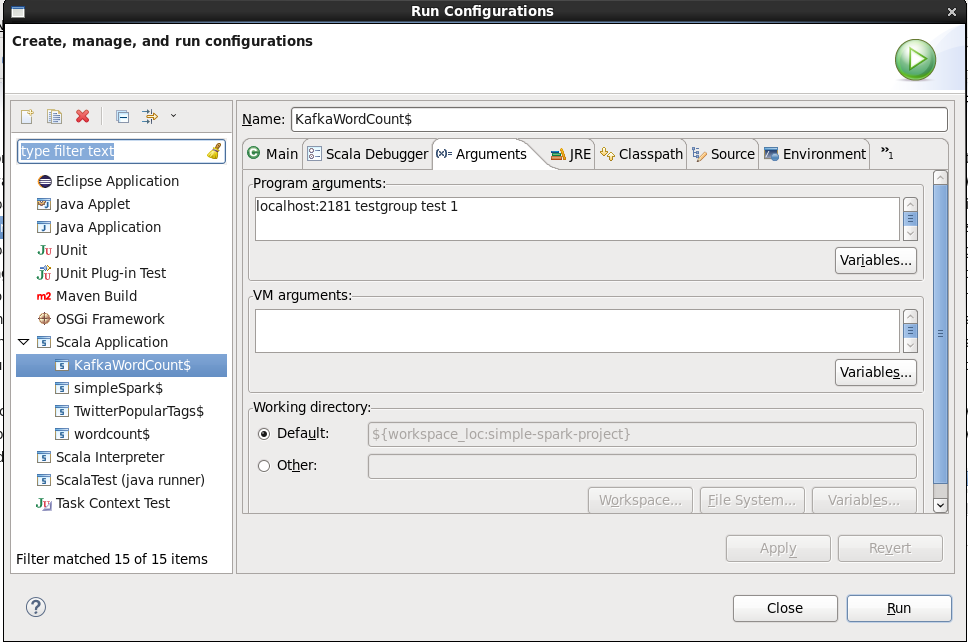 Run Configurations
Create, manage, and run configurations
type filter text
Eclipse Application
Java Applet
Java Application
JUnit
JUnit Plug-in Test
Maven Build
OSGi Framework
Scala Application
KafkaWordCount$
simpleSpark$
TwitterPopularTags$
wordcount$
Scala Interpreter
ScalaTest (java runner)
Task Context Test
Filter matched 15 of 15 items
Name: KafkaWordCount$
Main Scala Debugger (x)= Arguments JRE Classpath Source Environment »1
Program arguments:
localhost:2181 testgroup test 1
Variables...
VM arguments:
Variables...
Working directory:
Default: ${workspace_loc:simple-spark-project}
Other:
Workspace... File System... Variables...
Apply Revert
Close Run